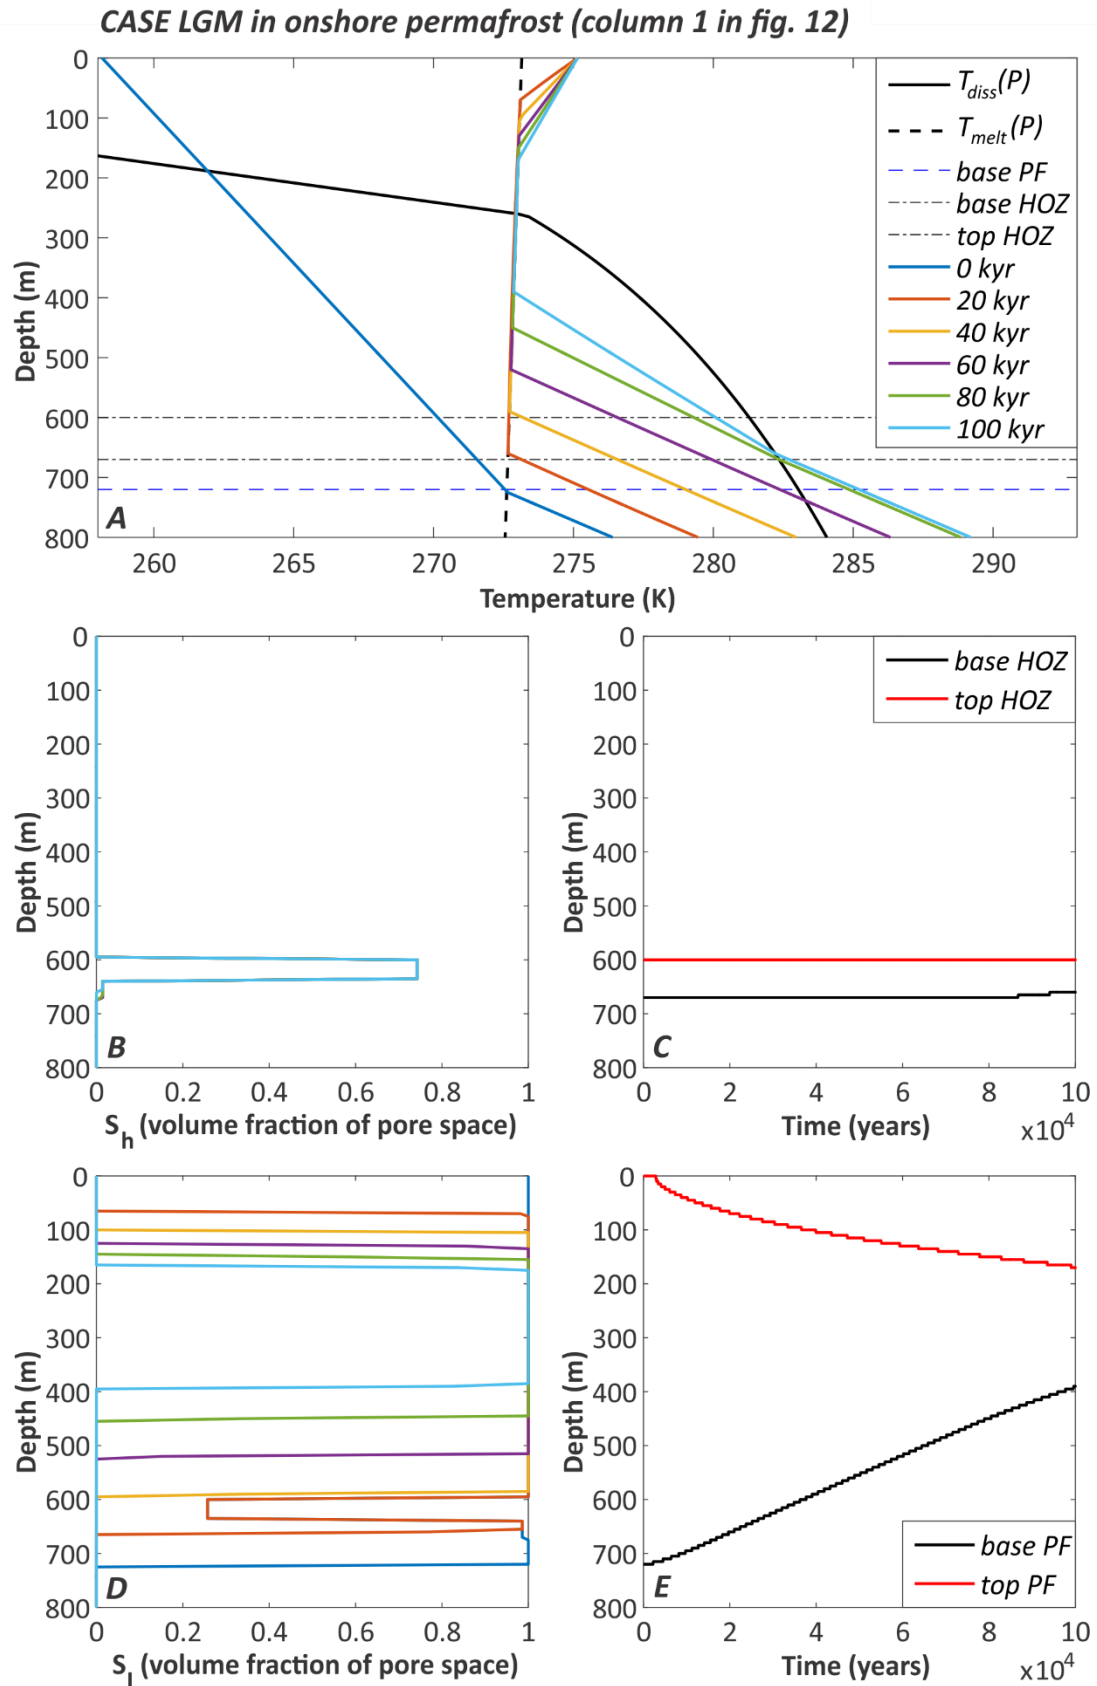 CASE LGM in onshore permafrost (column 1 in fig. 12)
0
100
200
300
400
500
600
700
800
Depth (m)
A
260
265
270
275
280
285
290
Temperature (K)
T_diss(P)
T_melt(P)
base PF
base HOZ
top HOZ
0 kyr
20 kyr
40 kyr
60 kyr
80 kyr
100 kyr
0
100
200
300
400
500
600
700
800
Depth (m)
B
0 0.2 0.4 0.6 0.8 1
S_h (volume fraction of pore space)
0
100
200
300
400
500
600
700
800
Depth (m)
base HOZ
top HOZ
C
0 2 4 6 8 10
Time (years)
x10^4
0
100
200
300
400
500
600
700
800
Depth (m)
D
0 0.2 0.4 0.6 0.8 1
S_l (volume fraction of pore space)
0
100
200
300
400
500
600
700
800
Depth (m)
base PF
top PF
E
0 2 4 6 8 10
Time (years)
x10^4